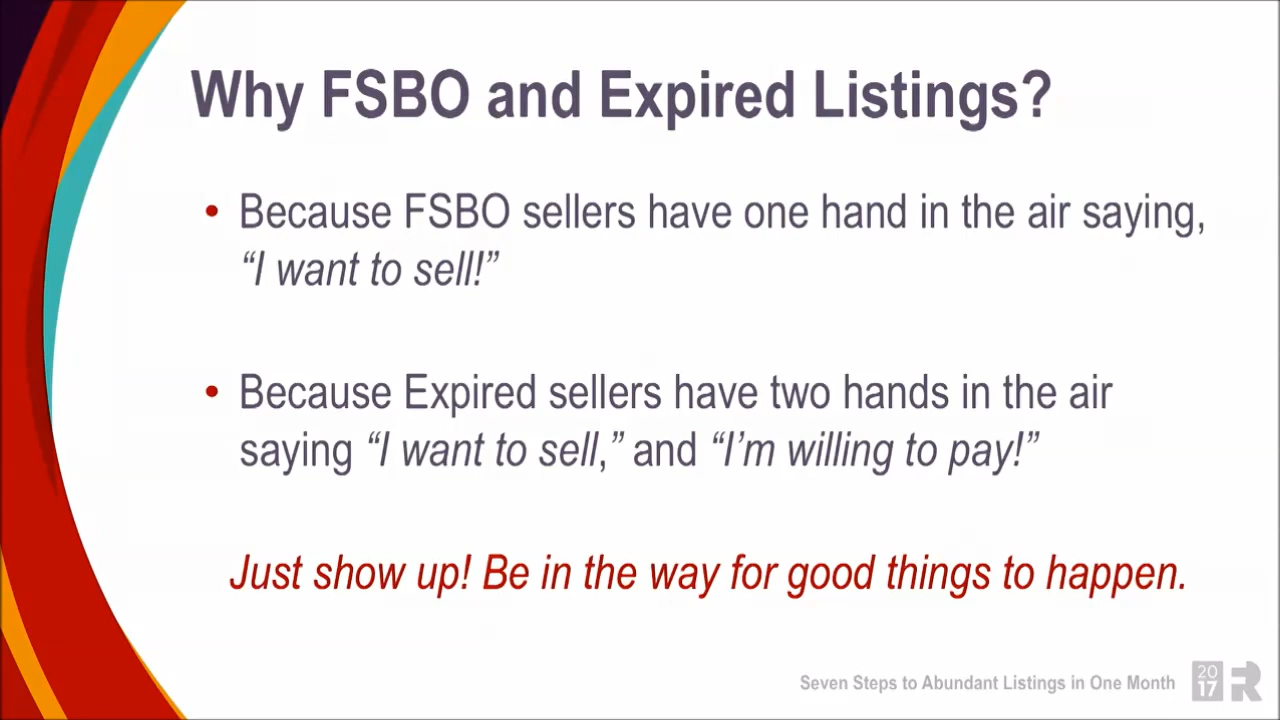 Why FSBO and Expired Listings?
• Because FSBO sellers have one hand in the air saying,
“I want to sell!”
• Because Expired sellers have two hands in the air
saying “I want to sell,” and “I’m willing to pay!”
Just show up! Be in the way for good things to happen.
Seven Steps to Abundant Listings in One Month
20
17
R